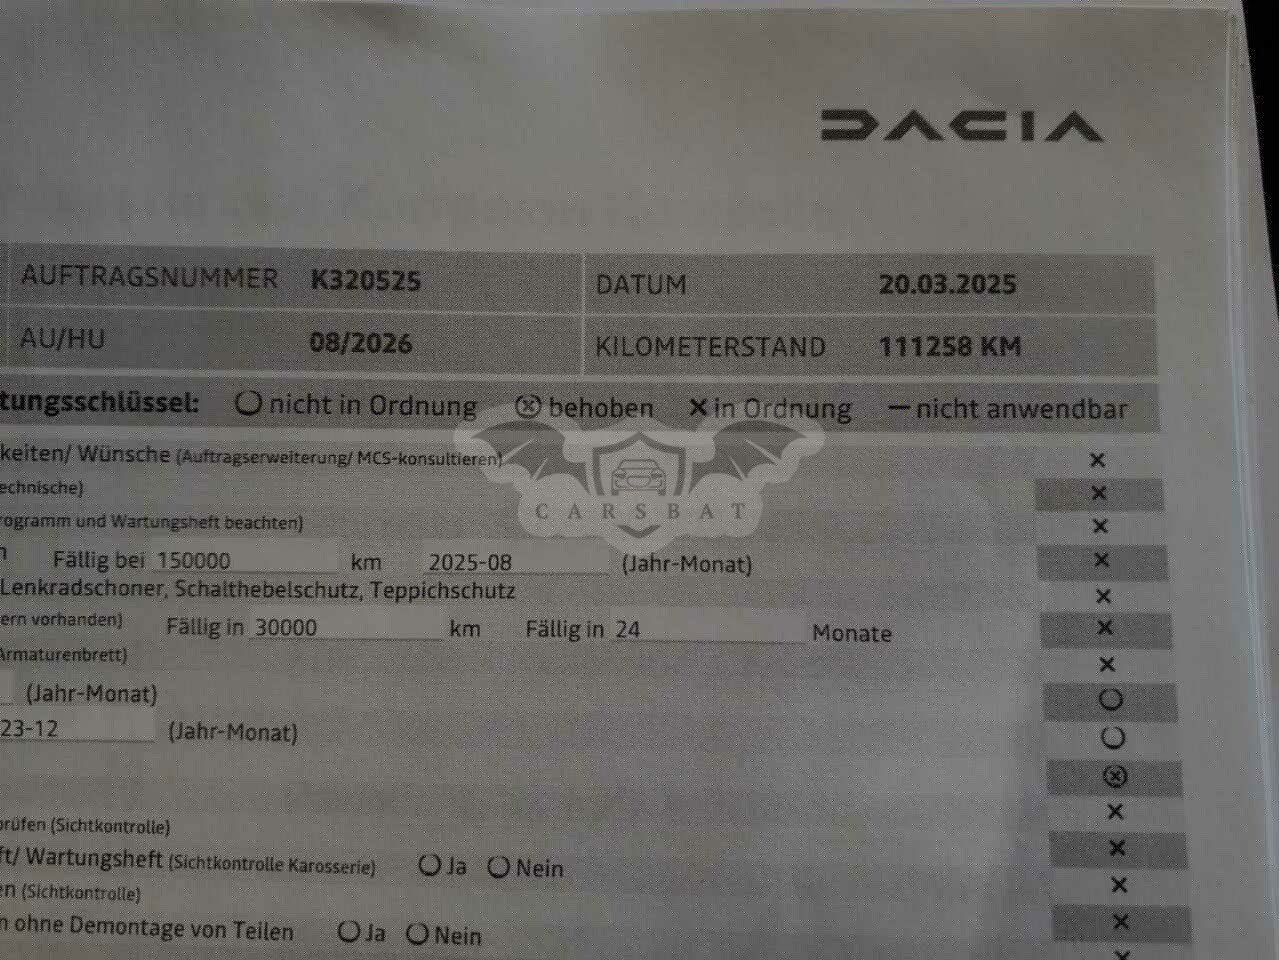 DACIA
AUFTRAGSNUMMER K320525 DATUM 20.03.2025
AU/HU 08/2026 KILOMETERSTAND 111258 KM
tungsschlüssel: nicht in Ordnung behoben in Ordnung nicht anwendbar
keiten/ Wünsche (Auftragserweiterung/ MCS-konsultieren)
CARSBAT
echnische)
rogramm und Wartungsheft beachten)
n Fällig bei 150000 km 2025-08 (Jahr-Monat)
Lenkradschoner, Schalthebelschutz, Teppichschutz
ern vorhanden) Fällig in 30000 km Fällig in 24 Monate
Armaturenbrett)
(Jahr-Monat)
23-12 (Jahr-Monat)
prüfen (Sichtkontrolle)
ft/ Wartungsheft (Sichtkontrolle Karosserie) Ja Nein
en (Sichtkontrolle)
n ohne Demontage von Teilen Ja Nein